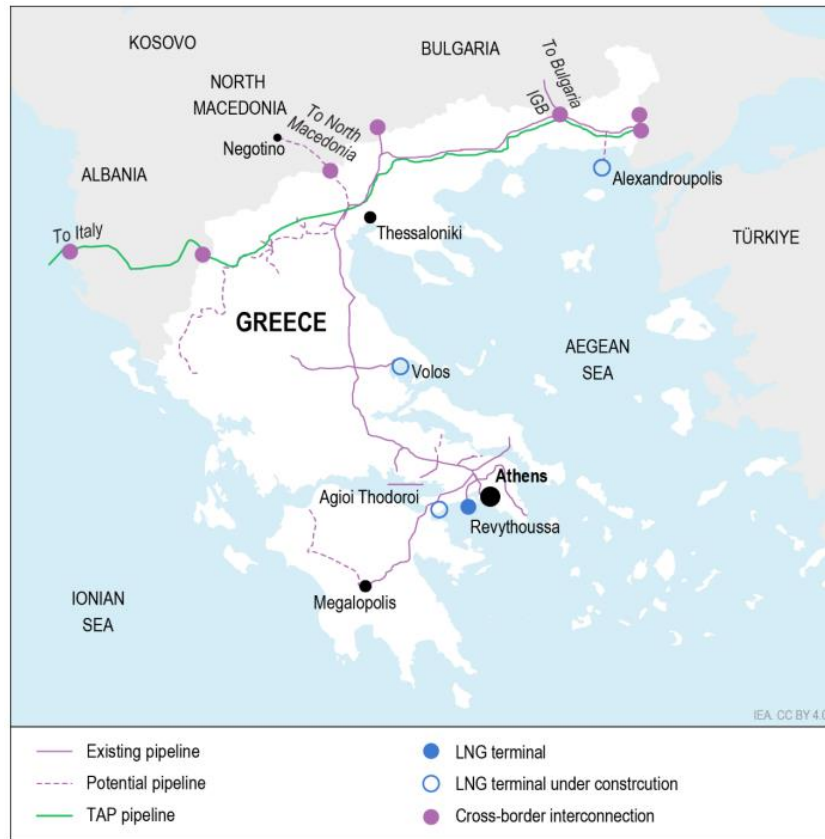 KOSOVO
BULGARIA
To Bulgaria
IGB
NORTH
MACEDONIA
To North
Macedonia
Negotino
ALBANIA
Alexandroupolis
Thessaloniki
TÜRKIYE
To Italy
GREECE
AEGEAN
SEA
Volos
Athens
Agioi Thodoroi
Revythoussa
IONIAN
SEA
Megalopolis
IEA. CC BY 4.0
Existing pipeline
LNG terminal
Potential pipeline
LNG terminal under constrcution
TAP pipeline
Cross-border interconnection